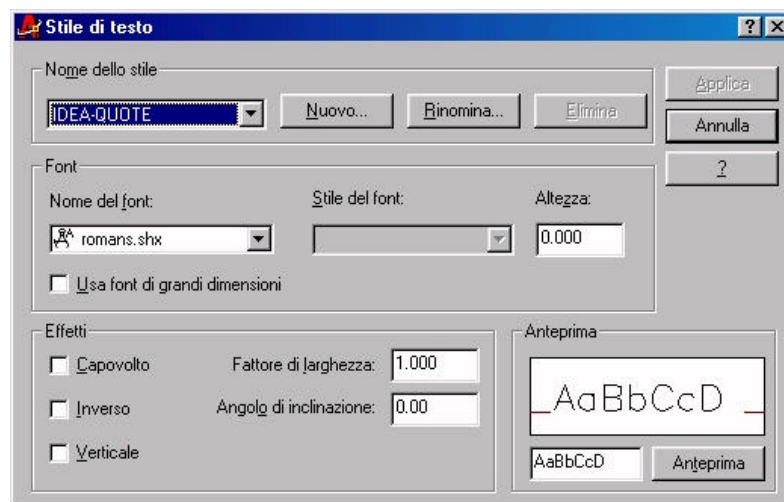 Stile di testo
Nome dello stile
IDEA-QUOTE
Nuovo...
Rinomina...
Elimina
Applica
Annulla
?
Font
Nome del font:
Stile del font:
Altezza:
romans.shx
0.000
Usa font di grandi dimensioni
Effetti
Capovolto
Fattore di larghezza:
1.000
Inverso
Angolo di inclinazione:
0.00
Verticale
Anteprima
AaBbCcD
AaBbCcD
Anteprima